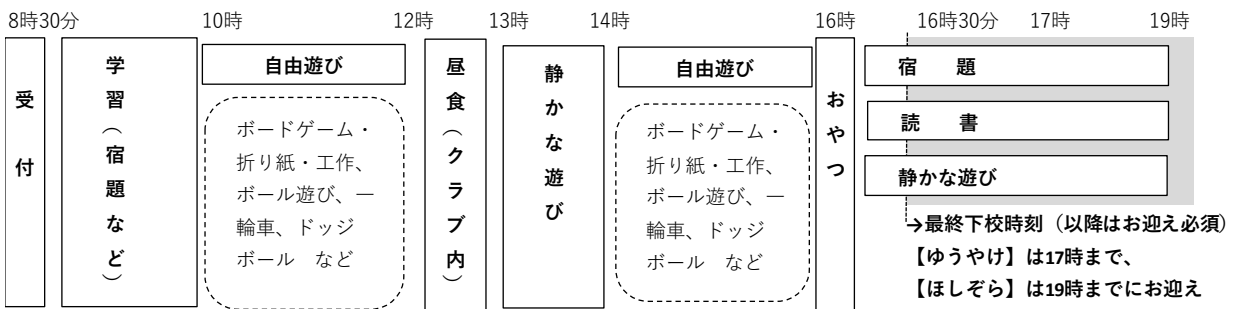 8時30分 10時 12時 13時 14時 16時 16時30分 17時 19時
受付
学習（宿題など）
自由遊び
ボードゲーム・
折り紙・工作、
ボール遊び、一
輪車、ドッジ
ボール　など
昼食（クラブ内）
静かな遊び
自由遊び
ボードゲーム・
折り紙・工作、
ボール遊び、一
輪車、ドッジ
ボール　など
おやつ
宿　題
読　書
静かな遊び
→最終下校時刻（以降はお迎え必須）
【ゆうやけ】は17時まで、
【ほしぞら】は19時までにお迎え